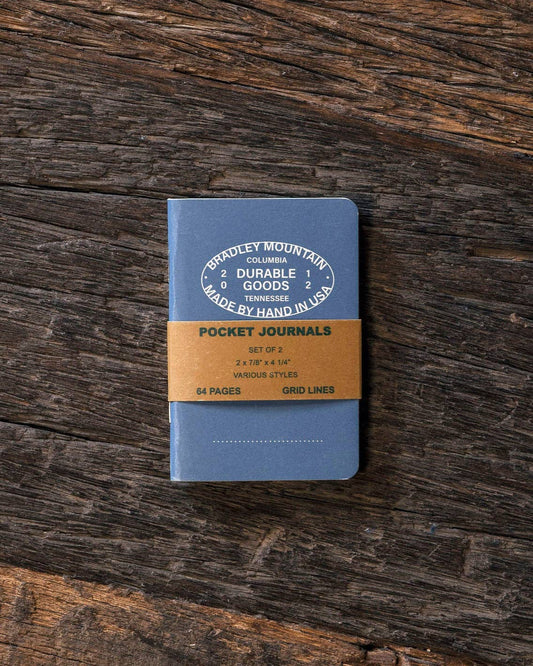 BRADLEY MOUNTAIN
COLUMBIA
2 DURABLE 1
0 GOODS 2
TENNESSEE
MADE BY HAND IN USA
POCKET JOURNALS
SET OF 2
2 x 7/8" x 4 1/4"
VARIOUS STYLES
64 PAGES GRID LINES